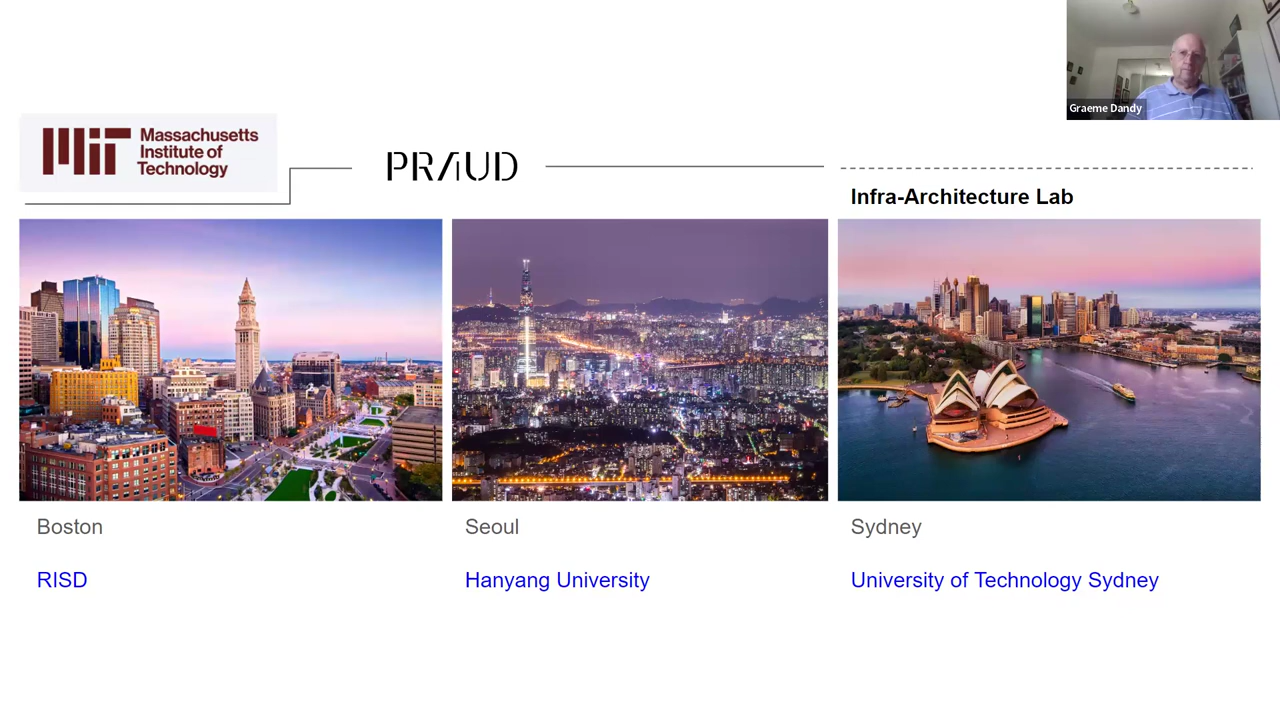 Graeme Dandy
Massachusetts
Institute of
Technology
PRAUD
Infra-Architecture Lab
Boston
Seoul
Sydney
RISD
Hanyang University
University of Technology Sydney